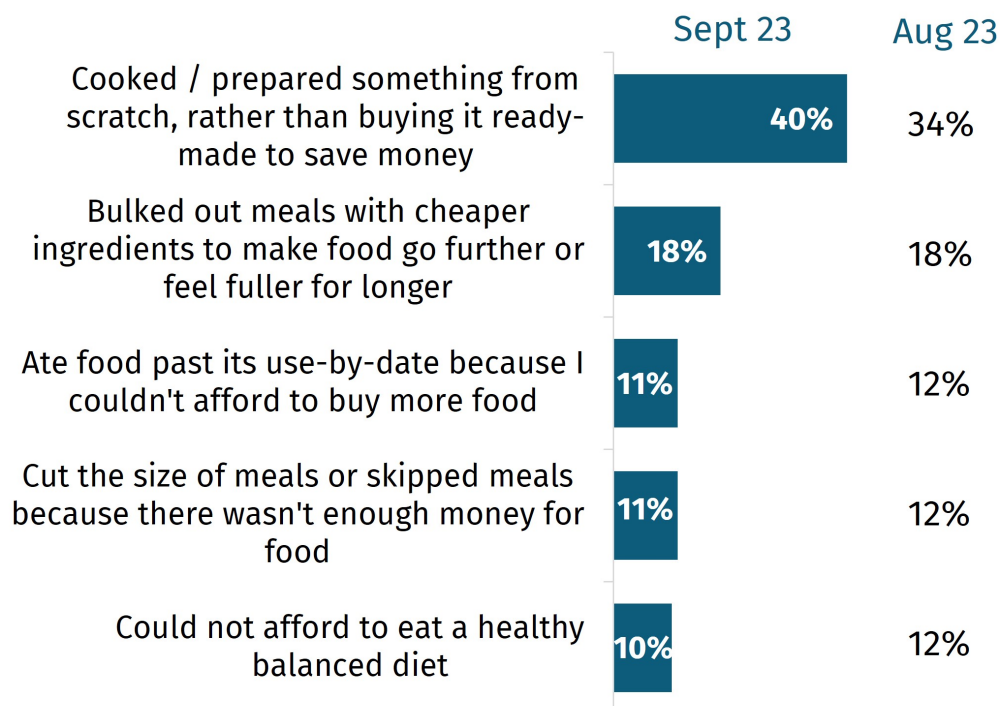 Sept 23 Aug 23
Cooked / prepared something from
scratch, rather than buying it ready-
made to save money
40% 34%
Bulked out meals with cheaper
ingredients to make food go further or
feel fuller for longer
18% 18%
Ate food past its use-by-date because I
couldn't afford to buy more food
11% 12%
Cut the size of meals or skipped meals
because there wasn't enough money for
food
11% 12%
Could not afford to eat a healthy
balanced diet
10% 12%